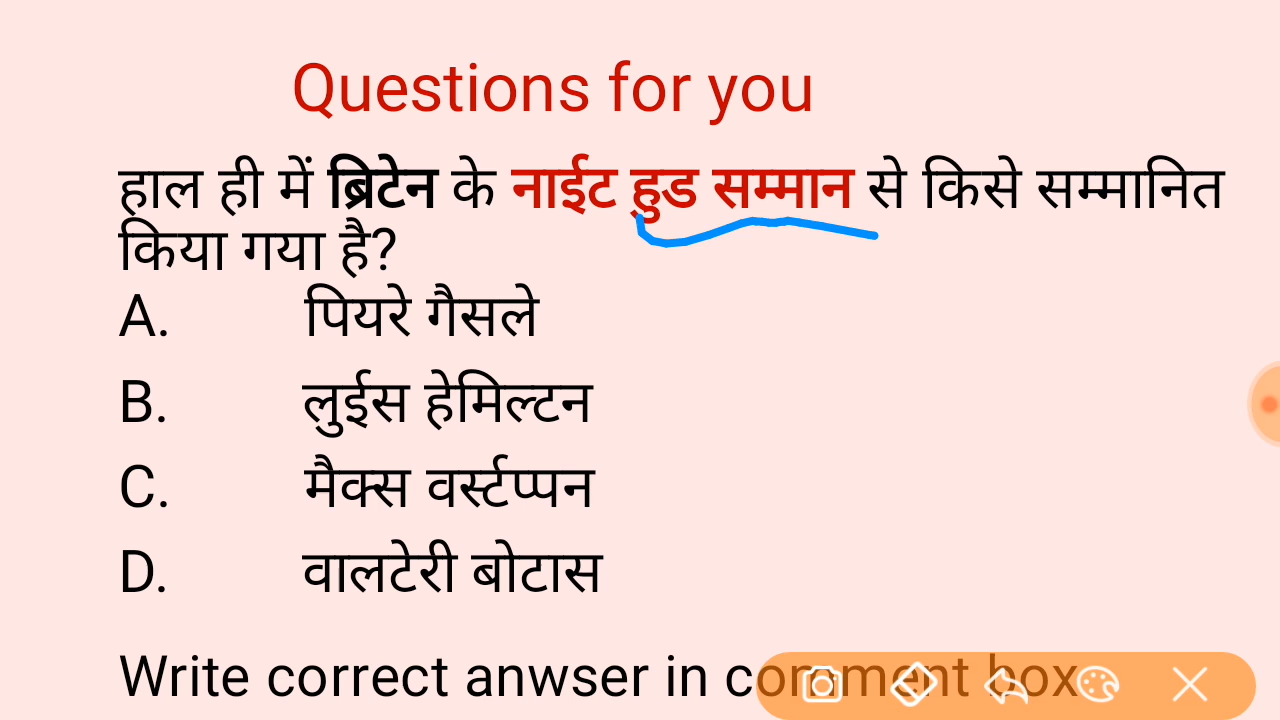 Questions for you
हाल ही में ब्रिटेन के नाईट हुड सम्मान से किसे सम्मानित
किया गया है?
A. पियरे गैसले
B. लुईस हेमिल्टन
C. मैक्स वर्स्टप्पन
D. वालटेरी बोटास
Write correct anwser in comment box